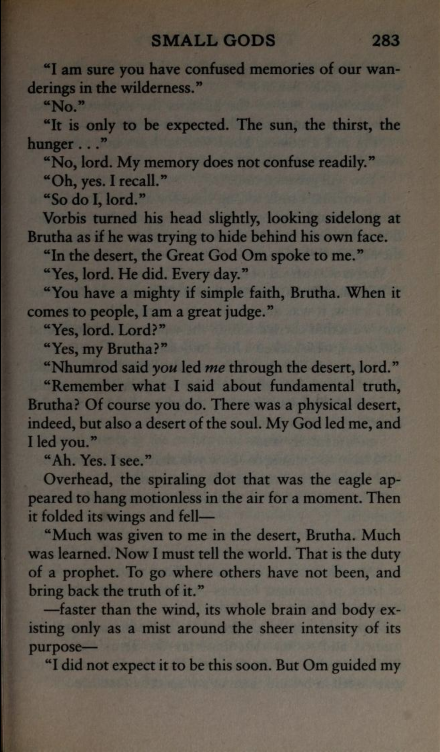 SMALL GODS 283
“I am sure you have confused memories of our wan-
derings in the wilderness.”
“No.”
“It is only to be expected. The sun, the thirst, the
hunger . . .”
“No, lord. My memory does not confuse readily.”
“Oh, yes. I recall.”
“So do I, lord.”
Vorbis turned his head slightly, looking sidelong at
Brutha as if he was trying to hide behind his own face.
“In the desert, the Great God Om spoke to me.”
“Yes, lord. He did. Every day.”
“You have a mighty if simple faith, Brutha. When it
comes to people, I am a great judge.”
“Yes, lord. Lord?”
“Yes, my Brutha?”
“Nhumrod said you led me through the desert, lord.”
“Remember what I said about fundamental truth,
Brutha? Of course you do. There was a physical desert,
indeed, but also a desert of the soul. My God led me, and
I led you.”
“Ah. Yes. I see.”
Overhead, the spiraling dot that was the eagle ap-
peared to hang motionless in the air for a moment. Then
it folded its wings and fell—
“Much was given to me in the desert, Brutha. Much
was learned. Now I must tell the world. That is the duty
of a prophet. To go where others have not been, and
bring back the truth of it.”
—faster than the wind, its whole brain and body ex-
isting only as a mist around the sheer intensity of its
purpose—
“I did not expect it to be this soon. But Om guided my